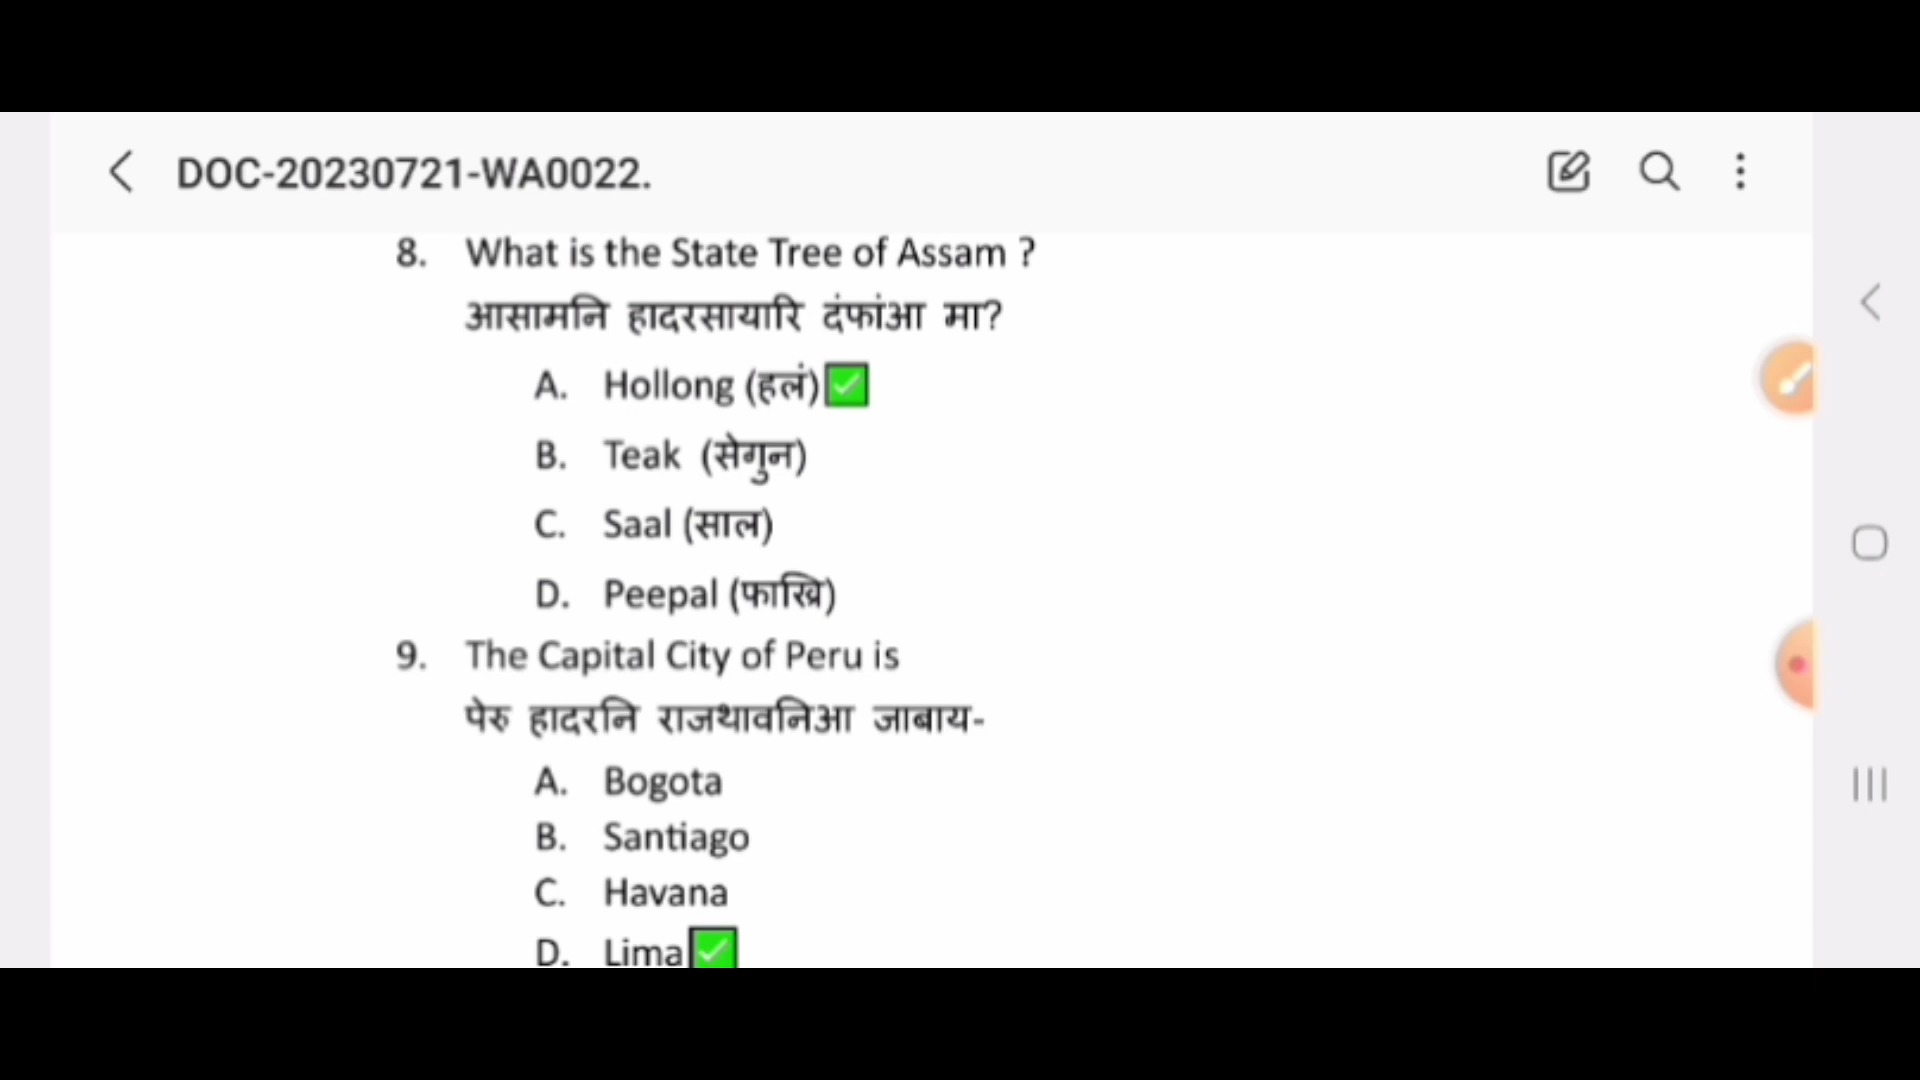 DOC-20230721-WA0022.
8. What is the State Tree of Assam ?
आसामनि हादरसायारि दंफांआ मा?
A. Hollong (हलं)
B. Teak (सेगुन)
C. Saal (साल)
D. Peepal (फाख्रि)
9. The Capital City of Peru is
पेरु हादरनि राजथावनिआ जाबाय-
A. Bogota
B. Santiago
C. Havana
D. Lima